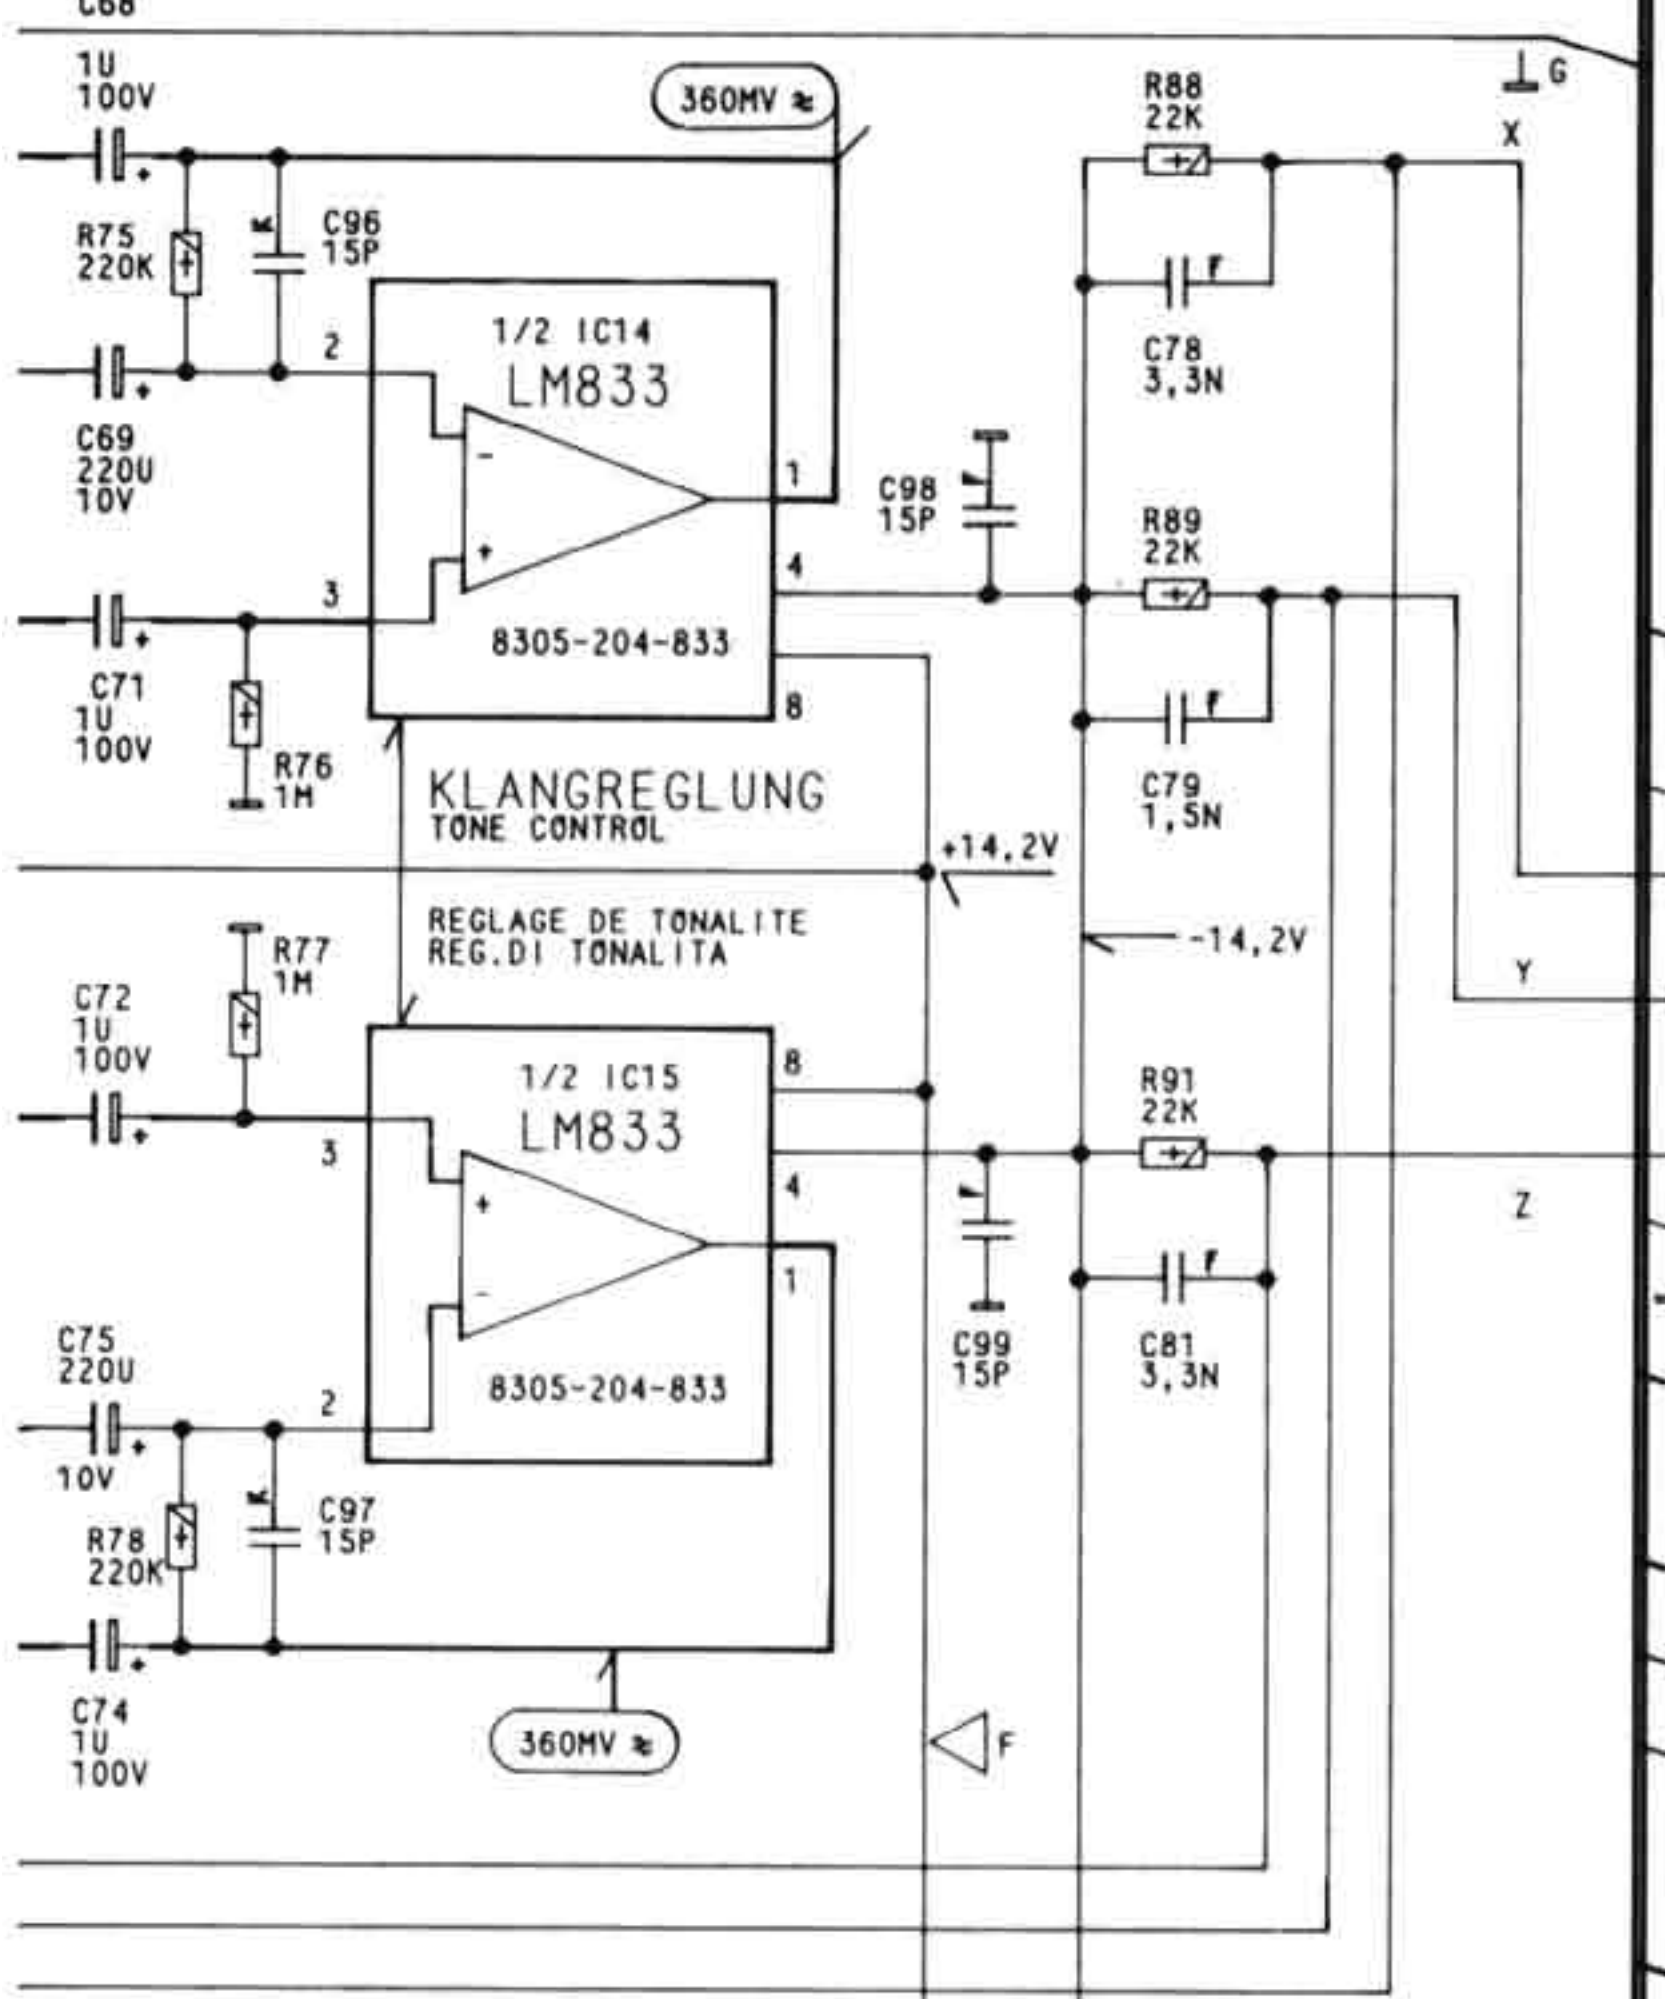 C68
1U
100V
360MV ≈
G
R88
22K
X
R75
220K
K
C96
15P
F
1/2 IC14
LM833
2
C78
3,3N
C69
220U
10V
-
1
C98
15P
F
R89
22K
+
4
3
8305-204-833
C71
1U
100V
8
F
R76
1M
KLANGREGLUNG
TONE CONTROL
C79
1,5N
+14,2V
REGLAGE DE TONALITE
REG.DI TONALITA
-14,2V
R77
1M
Y
C72
1U
100V
1/2 IC15
LM833
8
R91
22K
3
4
F
Z
+
-
1
F
C75
220U
10V
C99
15P
C81
3,3N
8305-204-833
2
K
C97
15P
R78
220K
C74
1U
100V
360MV ≈
F